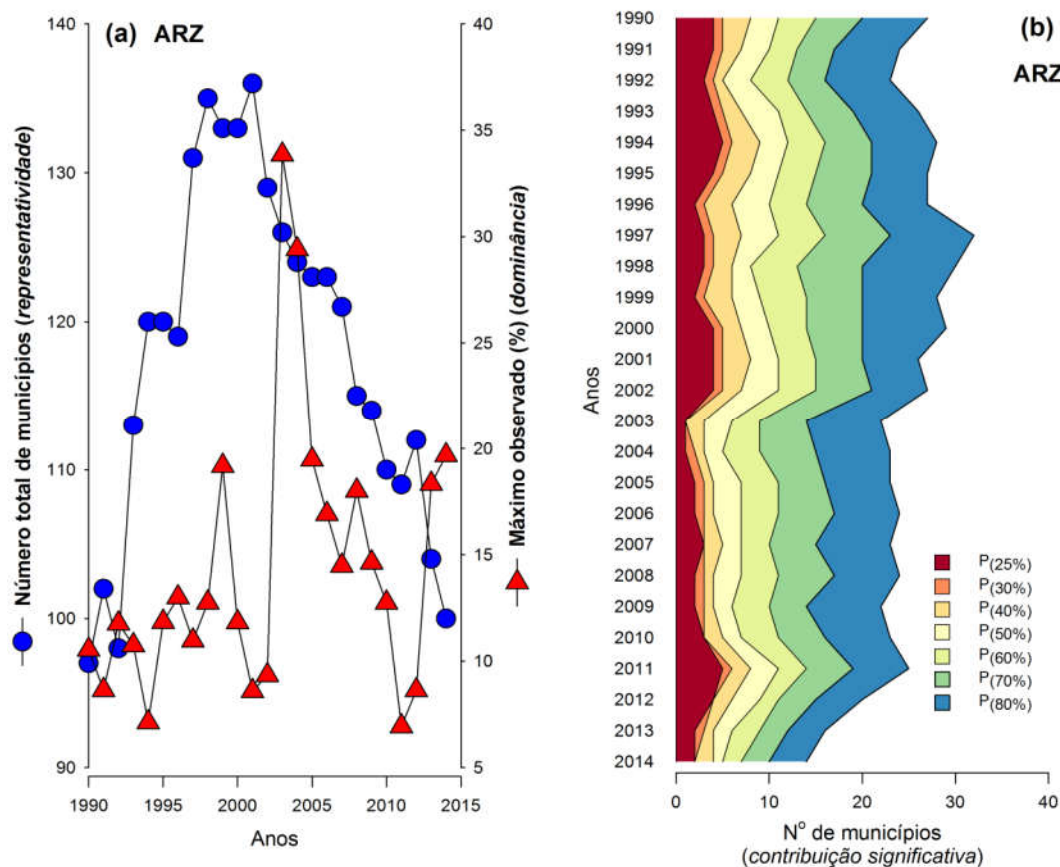 (a) ARZ
140
130
120
110
100
90
Número total de municípios (representatividade)
40
35
30
25
20
15
10
5
Máximo observado (%) (dominância)
1990 1995 2000 2005 2010 2015
Anos
(b)
ARZ
1990
1991
1992
1993
1994
1995
1996
1997
1998
1999
2000
2001
2002
2003
2004
2005
2006
2007
2008
2009
2010
2011
2012
2013
2014
Anos
P(25%)
P(30%)
P(40%)
P(50%)
P(60%)
P(70%)
P(80%)
0 10 20 30 40
Nº de municípios
(contribuição significativa)